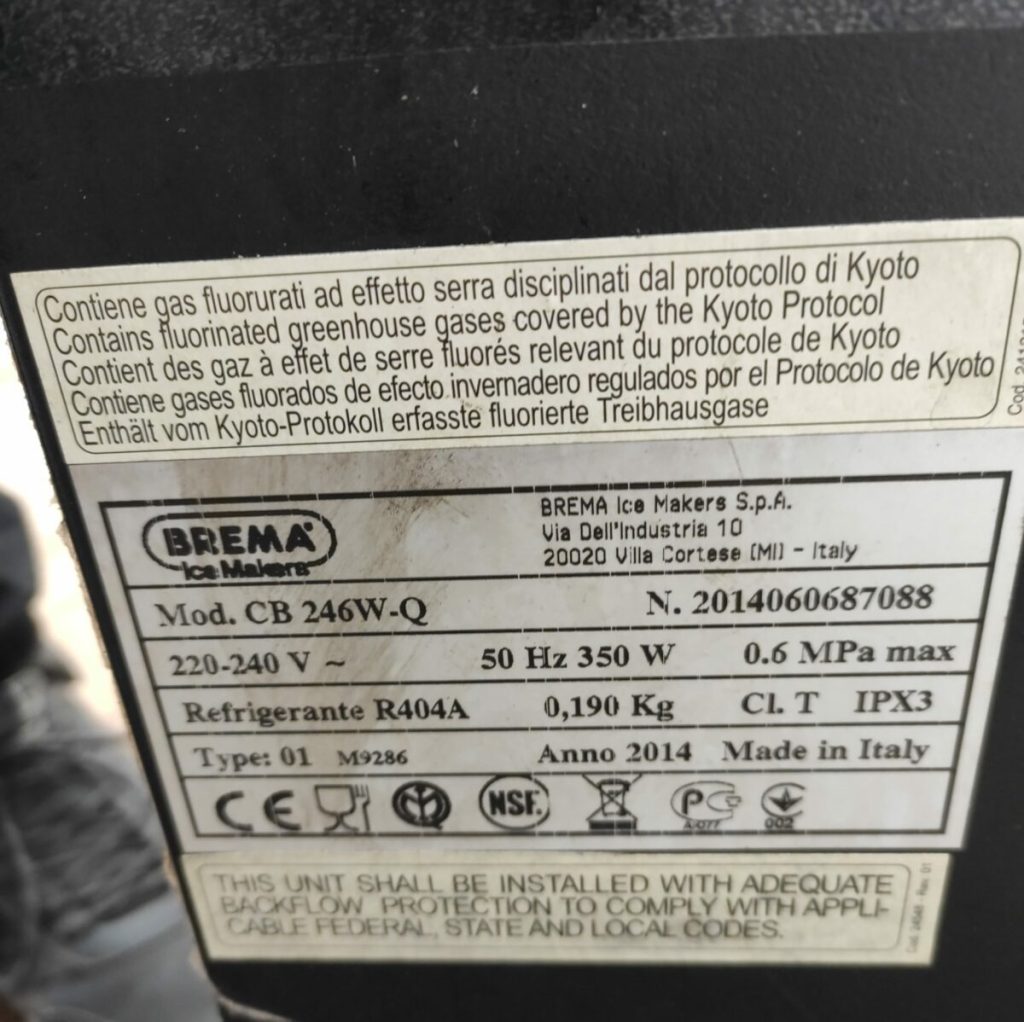 Contiene gas fluorurati ad effetto serra disciplinati dal protocollo di Kyoto
Contains fluorinated greenhouse gases covered by the Kyoto Protocol
Contient des gaz à effet de serre fluorés relevant du protocole de Kyoto
Contiene gases fluorados de efecto invernadero regulados por el Protocolo de Kyoto
Enthält vom Kyoto-Protokoll erfasste fluorierte Treibhausgase
Cod
BREMA
Ice Makers
BREMA Ice Makers S.p.A.
Via Dell'Industria 10
20020 Villa Cortese (MI) - Italy
Mod. CB 246W-Q N. 2014060687088
220-240 V ~ 50 Hz 350 W 0.6 MPa max
Refrigerante R404A 0,190 Kg Cl. T IPX3
Type: 01 M9286 Anno 2014 Made in Italy
CE NSF.
002
THIS UNIT SHALL BE INSTALLED WITH ADEQUATE
BACKFLOW PROTECTION TO COMPLY WITH APPLI-
CABLE FEDERAL, STATE AND LOCAL CODES.